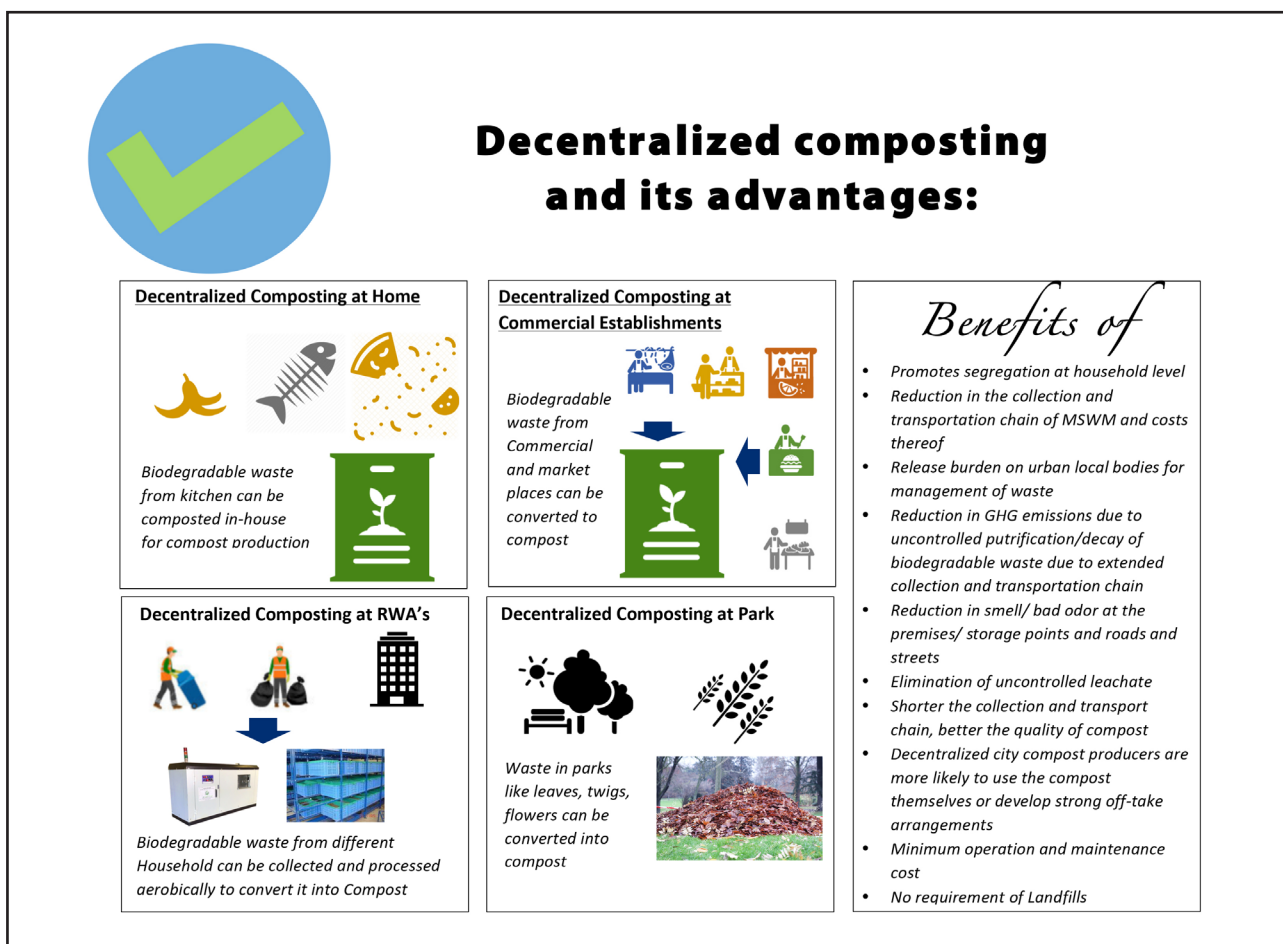 Decentralized composting
and its advantages:
Decentralized Composting at Home
Biodegradable waste
from kitchen can be
composted in-house
for compost production
Decentralized Composting at
Commercial Establishments
Biodegradable
waste from
Commercial
and market
places can be
converted to
compost
Decentralized Composting at RWA's
Biodegradable waste from different
Household can be collected and processed
aerobically to convert it into Compost
Decentralized Composting at Park
Waste in parks
like leaves, twigs,
flowers can be
converted into
compost
Benefits of
• Promotes segregation at household level
• Reduction in the collection and
transportation chain of MSWM and costs
thereof
• Release burden on urban local bodies for
management of waste
• Reduction in GHG emissions due to
uncontrolled putrification/decay of
biodegradable waste due to extended
collection and transportation chain
• Reduction in smell/ bad odor at the
premises/ storage points and roads and
streets
• Elimination of uncontrolled leachate
• Shorter the collection and transport
chain, better the quality of compost
• Decentralized city compost producers are
more likely to use the compost
themselves or develop strong off-take
arrangements
• Minimum operation and maintenance
cost
• No requirement of Landfills